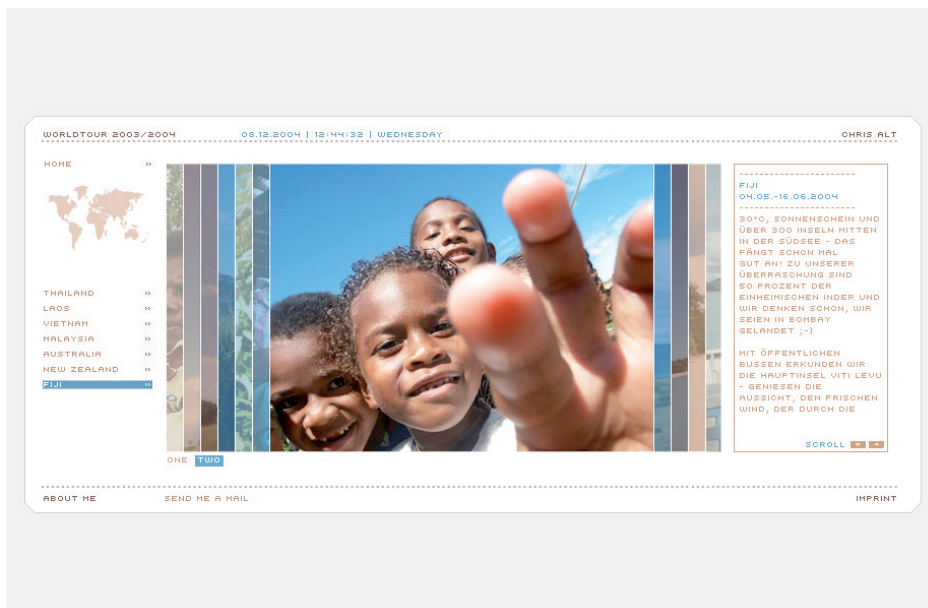 WORLDTOUR 2003/2004
08.12.2004 | 12:44:32 | WEDNESDAY
CHRIS ALT
HOME »
THAILAND »
LAOS »
VIETNAM »
MALAYSIA »
AUSTRALIA »
NEW ZEALAND »
FIJI »
ONE TWO
FIJI
04.05.-16.06.2004
30°C, SONNENSCHEIN UND
ÜBER 300 INSELN MITTEN
IN DER SÜDSEE - DAS
FÄNGT SCHON MAL
GUT AN! ZU UNSERER
ÜBERRASCHUNG SIND
50 PROZENT DER
EINHEIMISCHEN INDER UND
WIR DENKEN SCHON, WIR
SEIEN IN BOMBAY
GELANDET ;-)
MIT ÖFFENTLICHEN
BUSSEN ERKUNDEN WIR
DIE HAUPTINSEL VITI LEVU
- GENIESEN DIE
AUSSICHT, DEN FRISCHEN
WIND, DER DURCH DIE
SCROLL
ABOUT ME
SEND ME A MAIL
IMPRINT